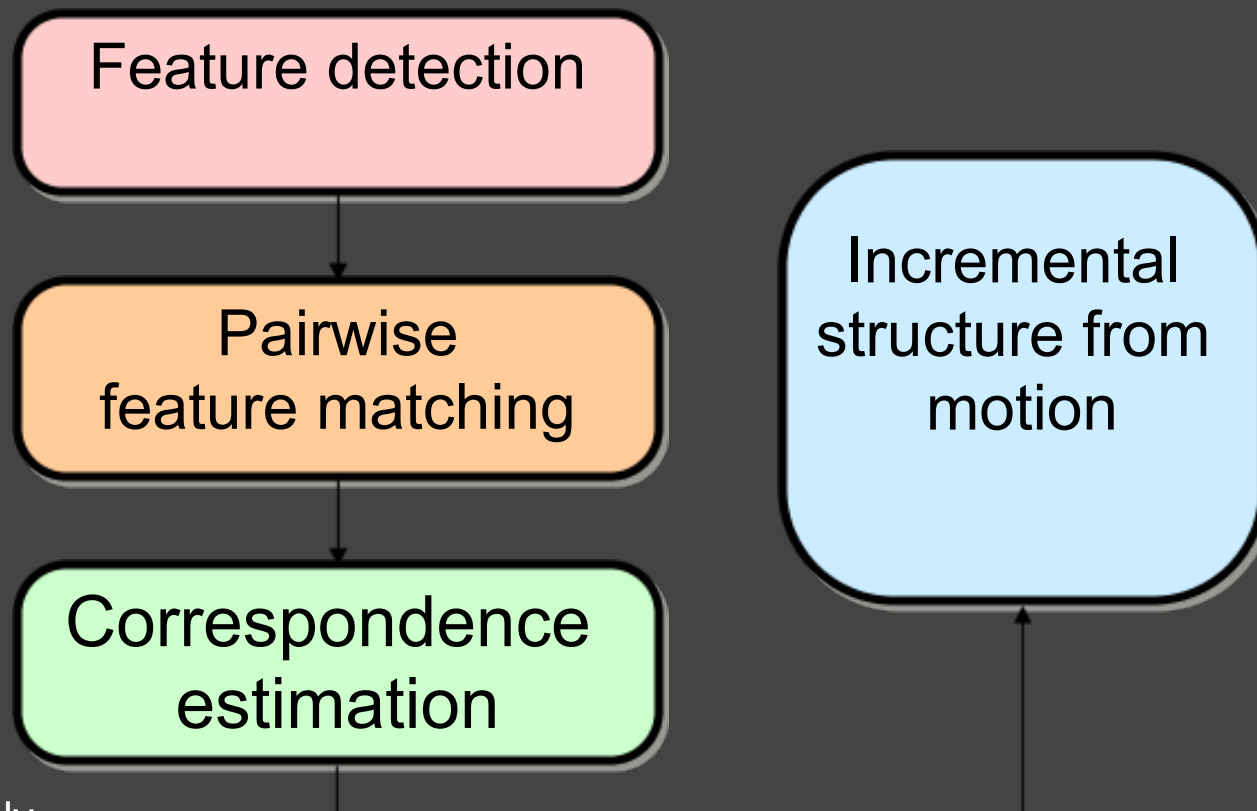 Feature detection
Pairwise
feature matching
Correspondence
estimation
Incremental
structure from
motion